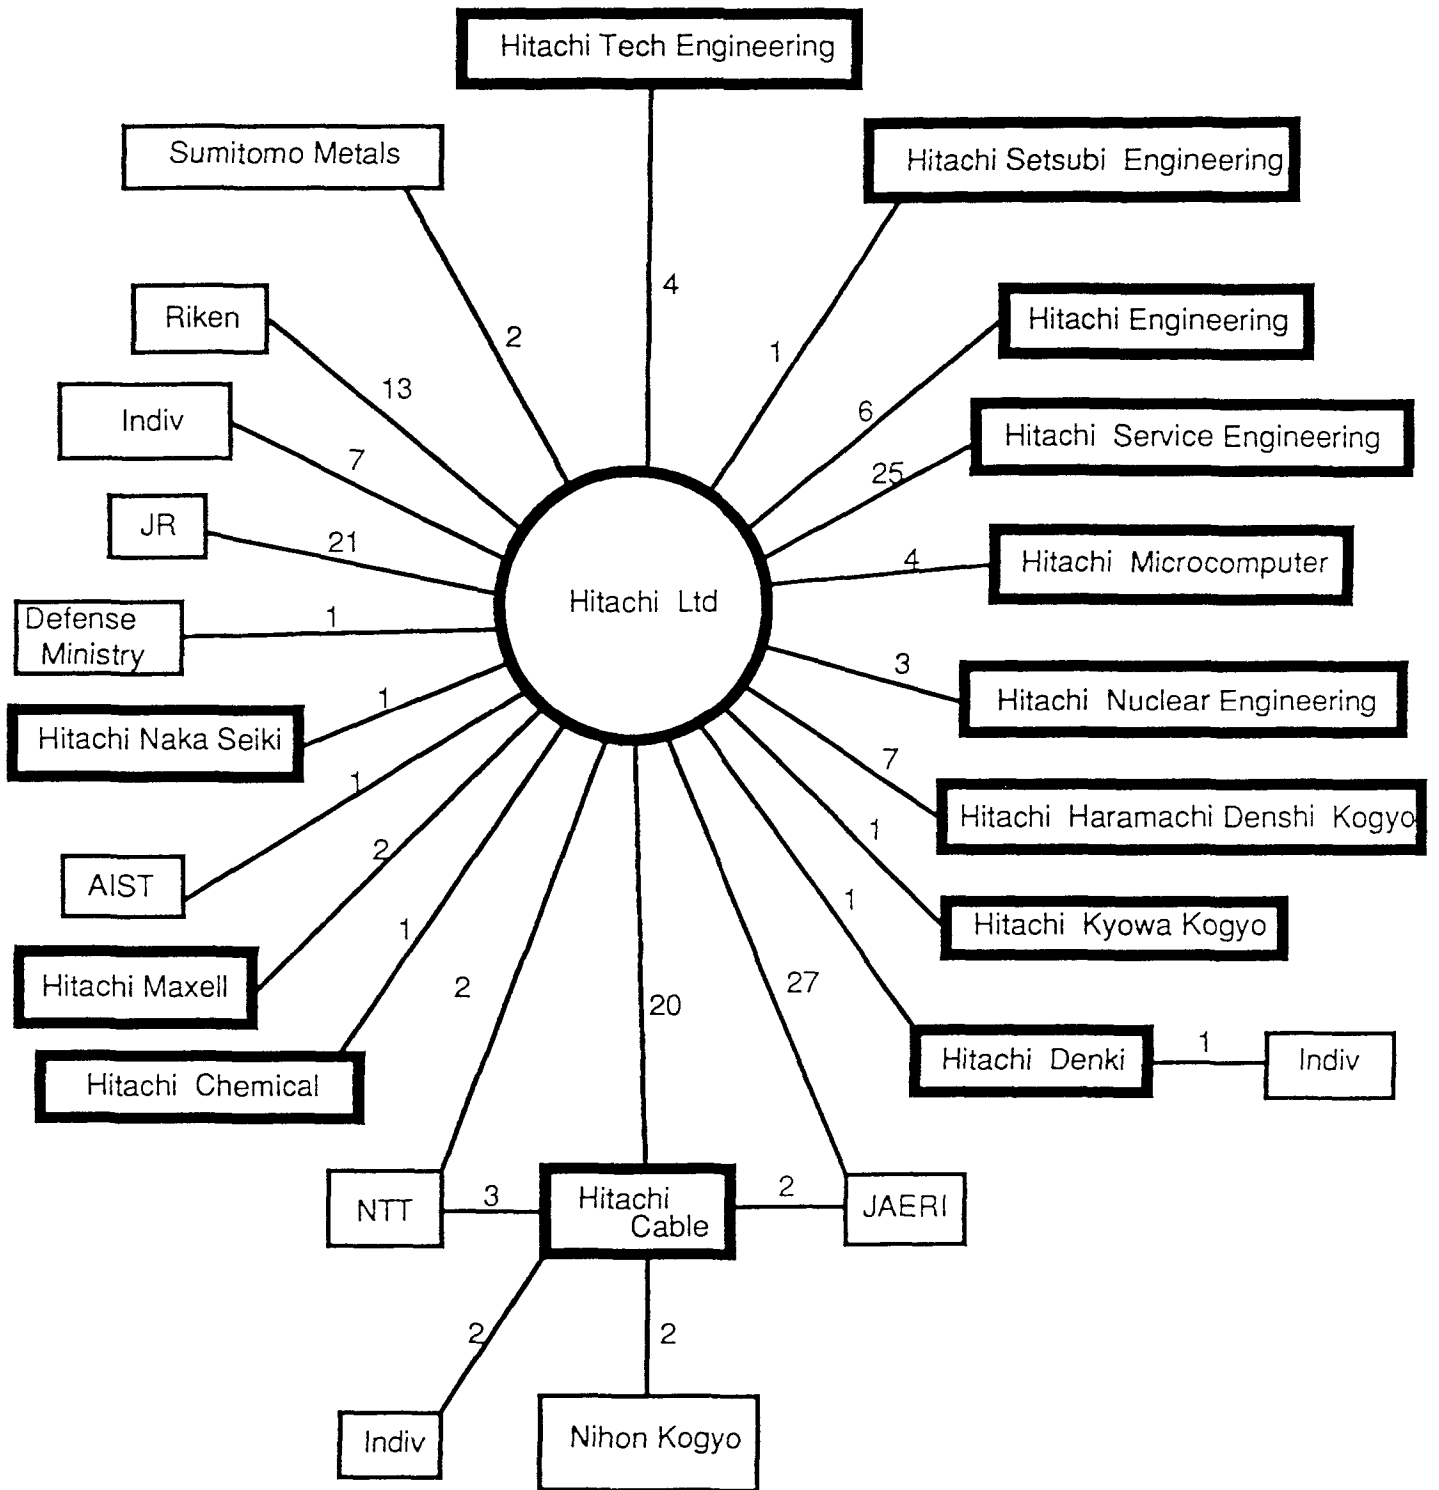 Hitachi Tech Engineering
Sumitomo Metals
Hitachi Setsubi Engineering
4
Riken
Hitachi Engineering
2
1
13
Indiv
6
Hitachi Service Engineering
7
25
JR
21
4
Hitachi Microcomputer
Hitachi Ltd
Defense
Ministry
1
3
Hitachi Nuclear Engineering
1
Hitachi Naka Seiki
7
1
Hitachi Haramachi Denshi Kogyo
2
1
AIST
1
1
Hitachi Kyowa Kogyo
Hitachi Maxell
2
20
27
Hitachi Chemical
Hitachi Denki
1
Indiv
NTT
3
Hitachi
Cable
2
JAERI
2
2
Indiv
Nihon Kogyo